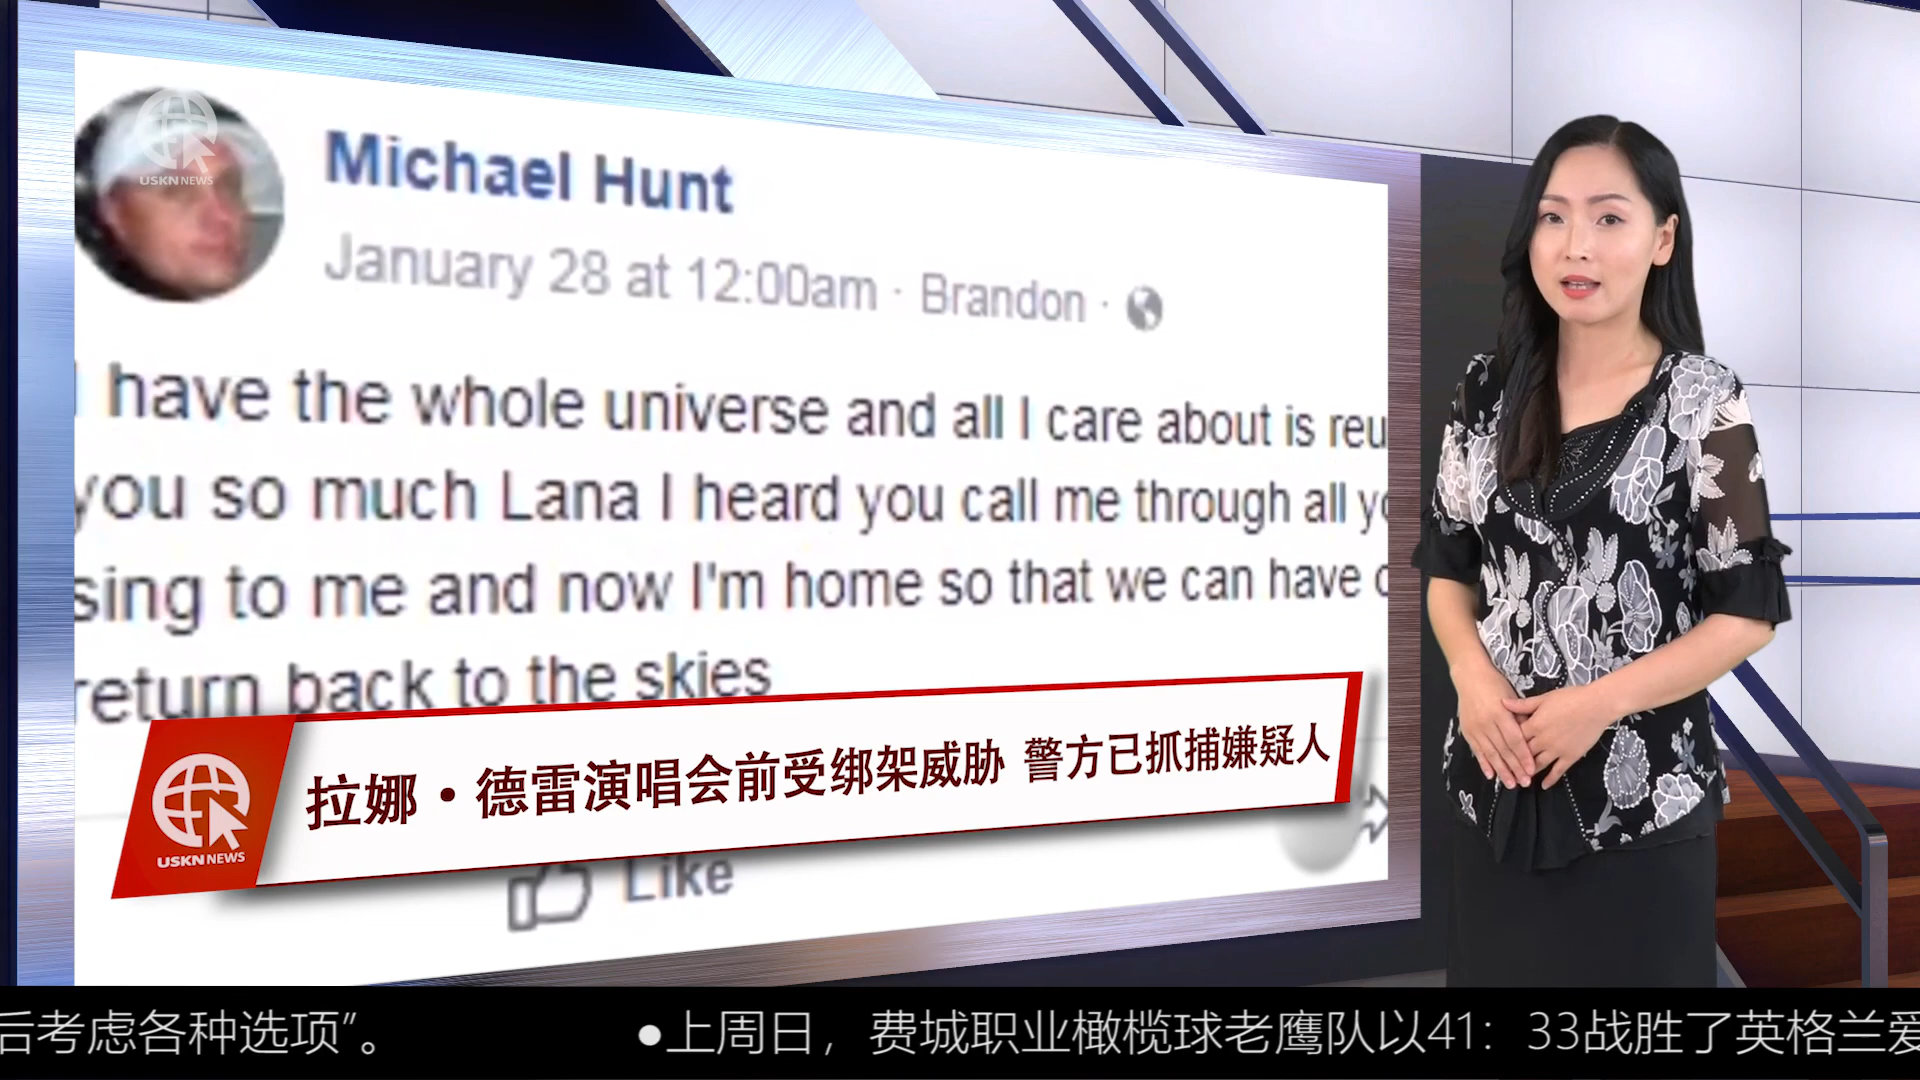 USKN NEWS
Michael Hunt
January 28 at 12:00am · Brandon ·
have the whole universe and all I care about is reu
you so much Lana I heard you call me through all yo
sing to me and now I'm home so that we can have
return back to the skies
拉娜·德雷演唱会前受绑架威胁 警方已抓捕嫌疑人
USKN NEWS
Like
后考虑各种选项”。 ●上周日，费城职业橄榄球老鹰队以41：33战胜了英格兰爱